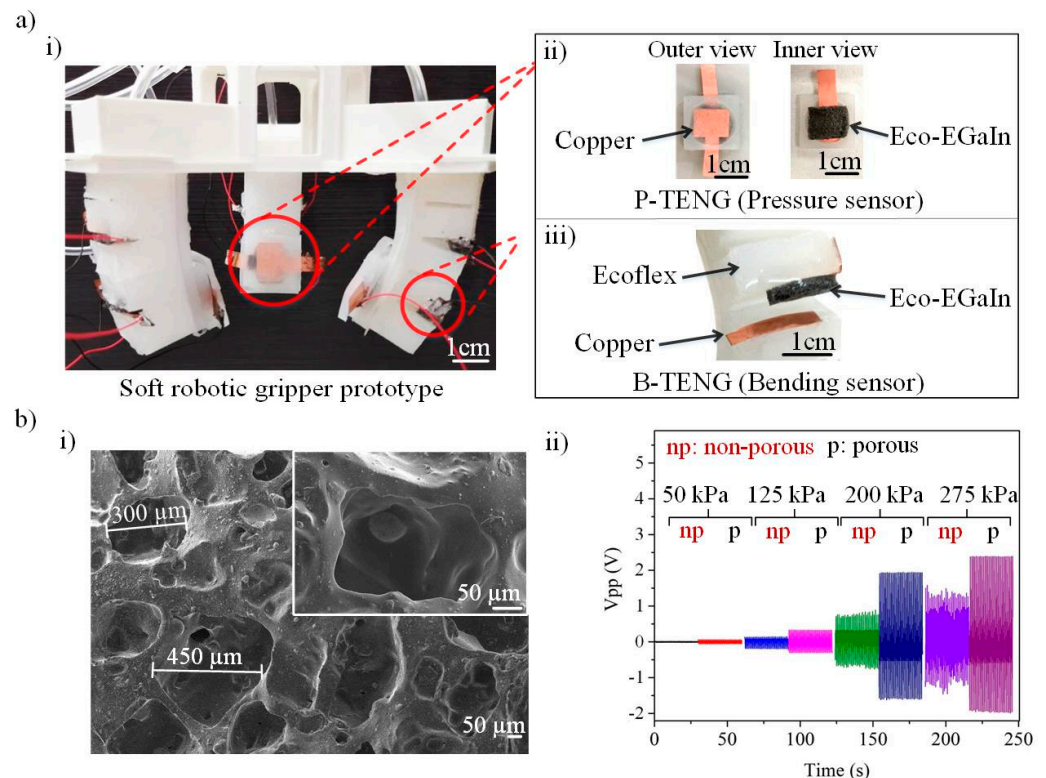 a)
i)
1cm
Soft robotic gripper prototype
ii)
Outer view Inner view
Copper
Eco-EGaIn
1cm
1cm
P-TENG (Pressure sensor)
iii)
Ecoflex
Eco-EGaIn
Copper
1cm
B-TENG (Bending sensor)
b)
i)
300 µm
450 µm
50 µm
50 µm
ii)
np: non-porous p: porous
50 kPa 125 kPa 200 kPa 275 kPa
np p np p np p np p
Vpp (V)
5
4
3
2
1
0
-1
-2
0 50 100 150 200 250
Time (s)